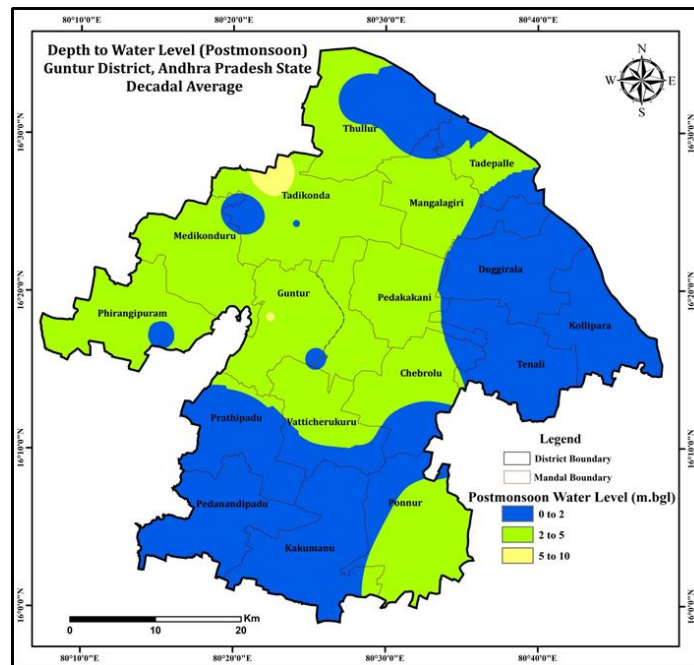 80°10'0"E 80°20'0"E 80°30'0"E 80°40'0"E
Depth to Water Level (Postmonsoon)
Guntur District, Andhra Pradesh State
Decadal Average
N
W E
S
16°30'0"N 16°30'0"N
Thullur
Tadepalle
Tadikonda
Mangalagiri
Medikonduru
Duggirala
16°20'0"N 16°20'0"N
Guntur
Pedakakani
Phirangipuram
Kollipara
Tenali
Chebrolu
Prathipadu
Vatticherukuru
16°10'0"N 16°10'0"N
Legend
District Boundary
Mandal Boundary
Pedanandipadu
Ponnur
Postmonsoon Water Level (m.bgl)
0 to 2
2 to 5
5 to 10
Kakumanu
16°0'0"N 16°0'0"N
Km
0 10 20
80°10'0"E 80°20'0"E 80°30'0"E 80°40'0"E